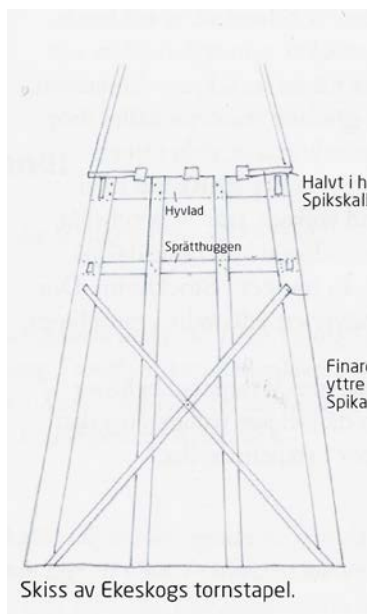 Halvt i h
Spikskall
Hyvlad
Sprätthuggen
Finare
yttre
Spika
Skiss av Ekeskogs tornstapel.